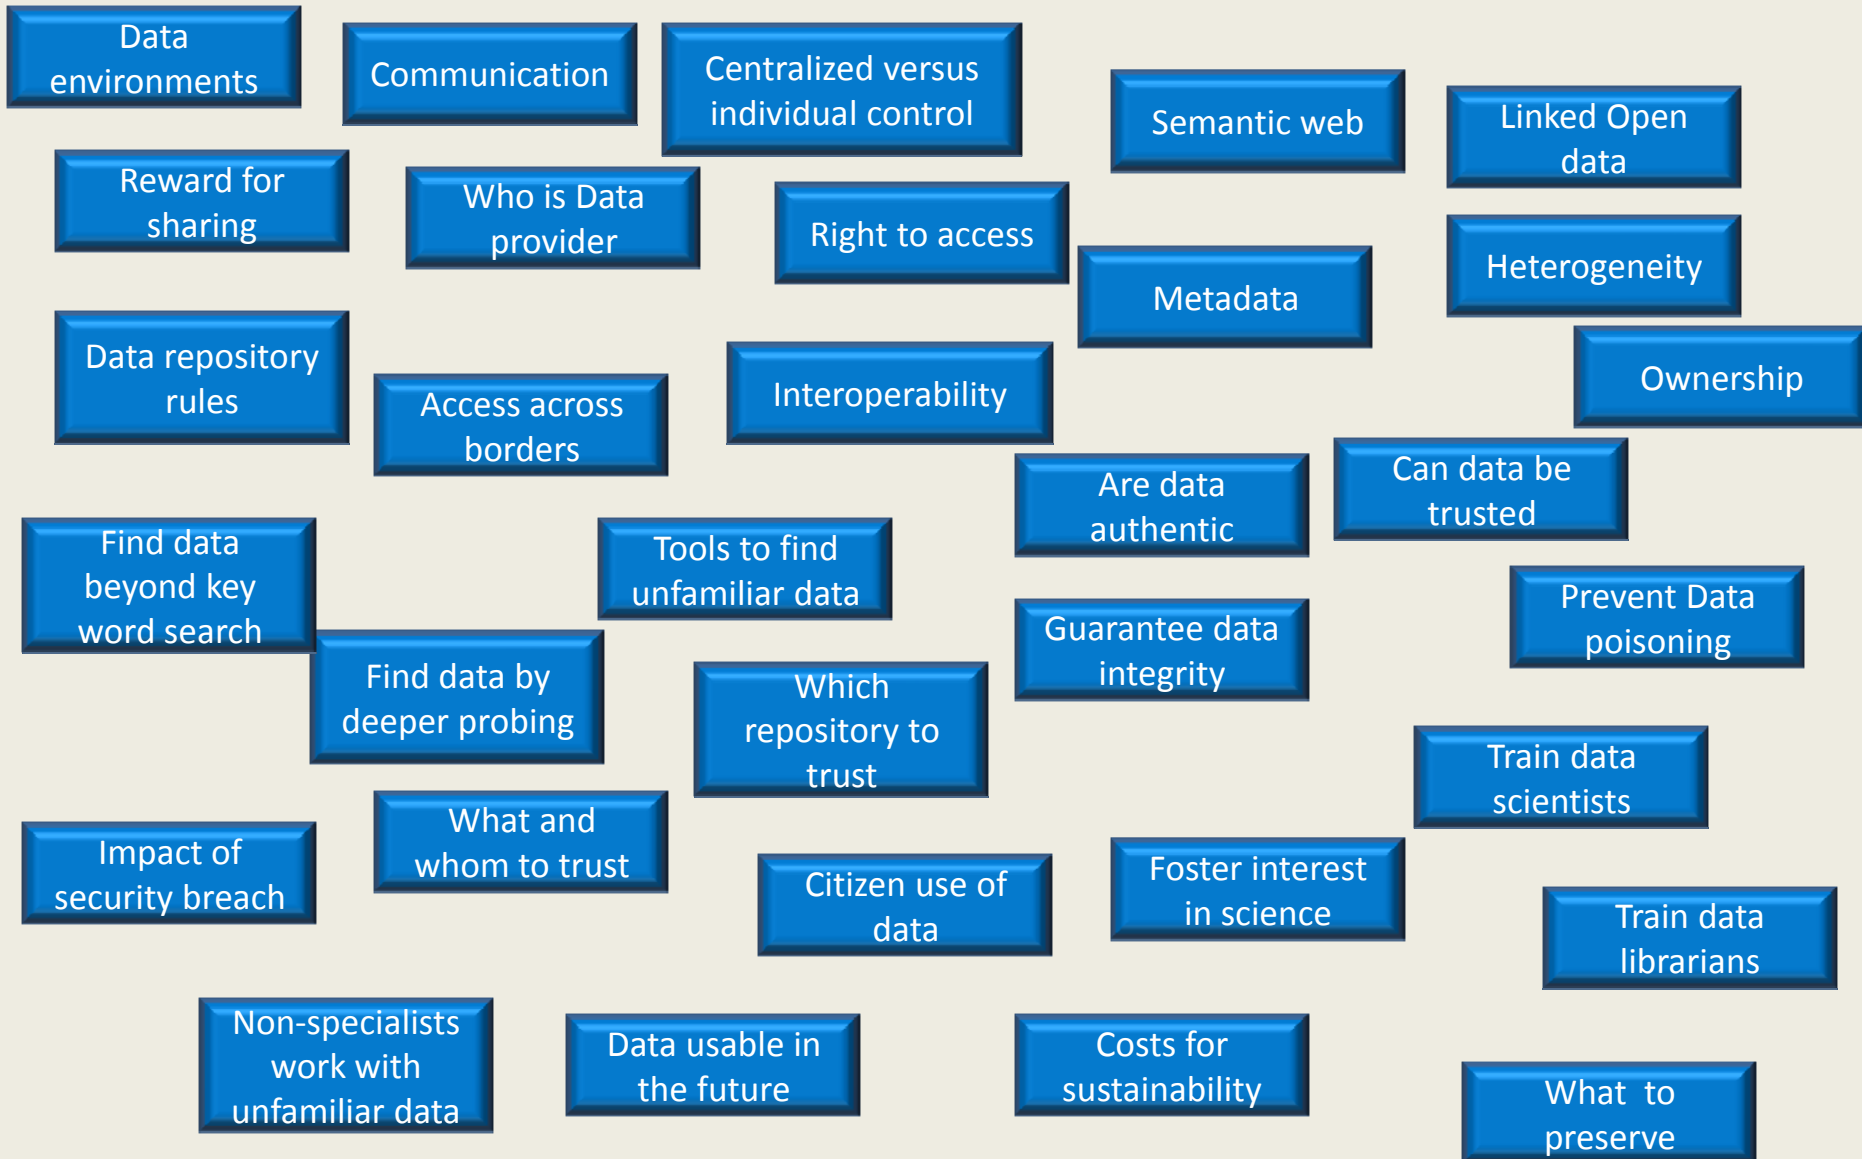 Data
environments
Communication
Centralized versus
individual control
Semantic web
Linked Open
data
Reward for
sharing
Who is Data
provider
Right to access
Metadata
Heterogeneity
Data repository
rules
Access across
borders
Interoperability
Ownership
Are data
authentic
Can data be
trusted
Find data
beyond key
word search
Tools to find
unfamiliar data
Guarantee data
integrity
Prevent Data
poisoning
Find data by
deeper probing
Which
repository to
trust
Train data
scientists
Impact of
security breach
What and
whom to trust
Citizen use of
data
Foster interest
in science
Train data
librarians
Non-specialists
work with
unfamiliar data
Data usable in
the future
Costs for
sustainability
What  to
preserve